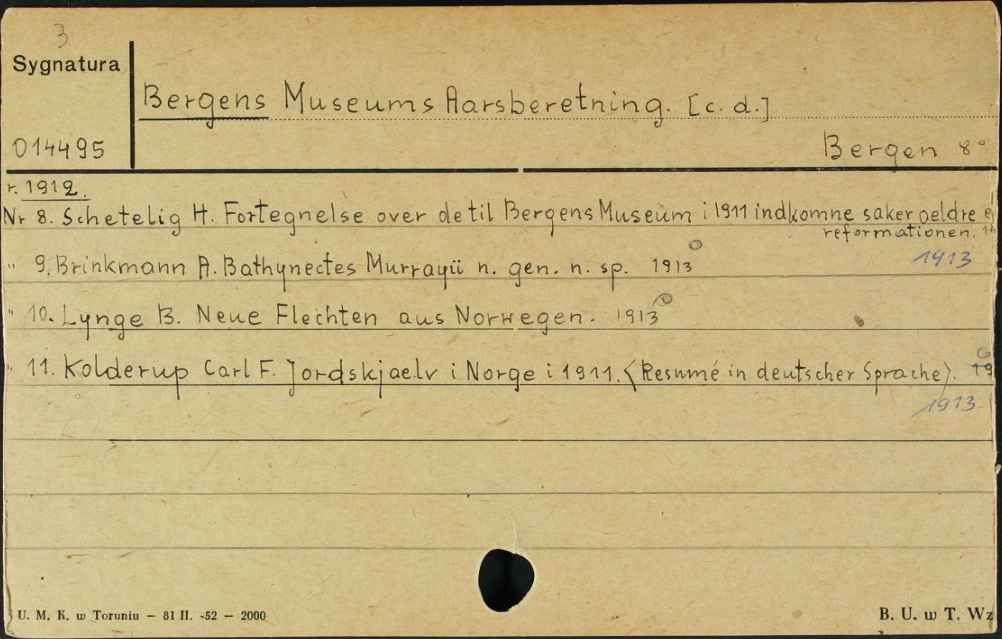 3
Sygnatura
014495
Bergens Museums Aarsberetning. [c. d.]
Bergen 8°
r. 1912.
Nr 8. Schetelig H. Fortegnelse over de til Bergens Museum i 1911 indkomne saker oeldre
reformationen.
1913
" 9. Brinkmann A. Bathynectes Murrayii n. gen. n. sp. 1913
" 10. Lynge B. Neue Flechten aus Norwegen. 1913
" 11. Kolderup Carl F. Jordskjaelv i Norge i 1911. <Resumé in deutscher Sprache>. 19
1913
U. M. K. w Toruniu — 81 II. -52 — 2000
B. U. w T. Wz